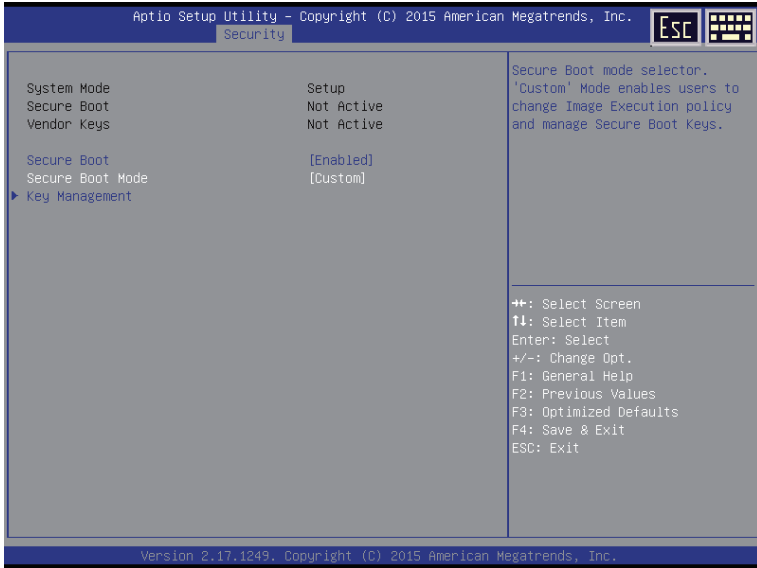 Aptio Setup Utility – Copyright (C) 2015 American Megatrends, Inc.
Esc
Security
System Mode Setup
Secure Boot Not Active
Vendor Keys Not Active
Secure Boot [Enabled]
Secure Boot Mode [Custom]
Key Management
Secure Boot mode selector.
'Custom' Mode enables users to
change Image Execution policy
and manage Secure Boot Keys.
→←: Select Screen
↑↓: Select Item
Enter: Select
+/-: Change Opt.
F1: General Help
F2: Previous Values
F3: Optimized Defaults
F4: Save & Exit
ESC: Exit
Version 2.17.1249. Copyright (C) 2015 American Megatrends, Inc.